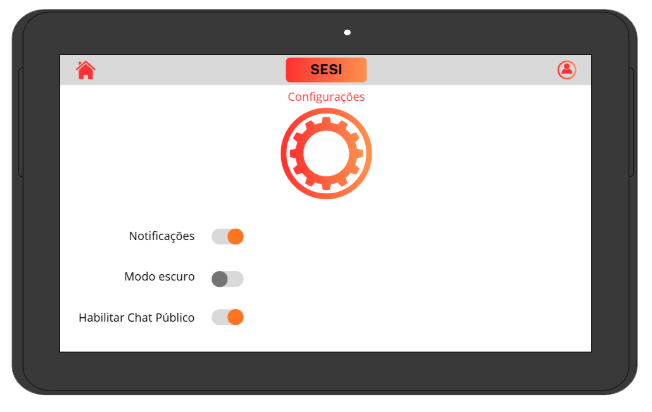 SESI
Configurações
Notificações
Modo escuro
Habilitar Chat Público